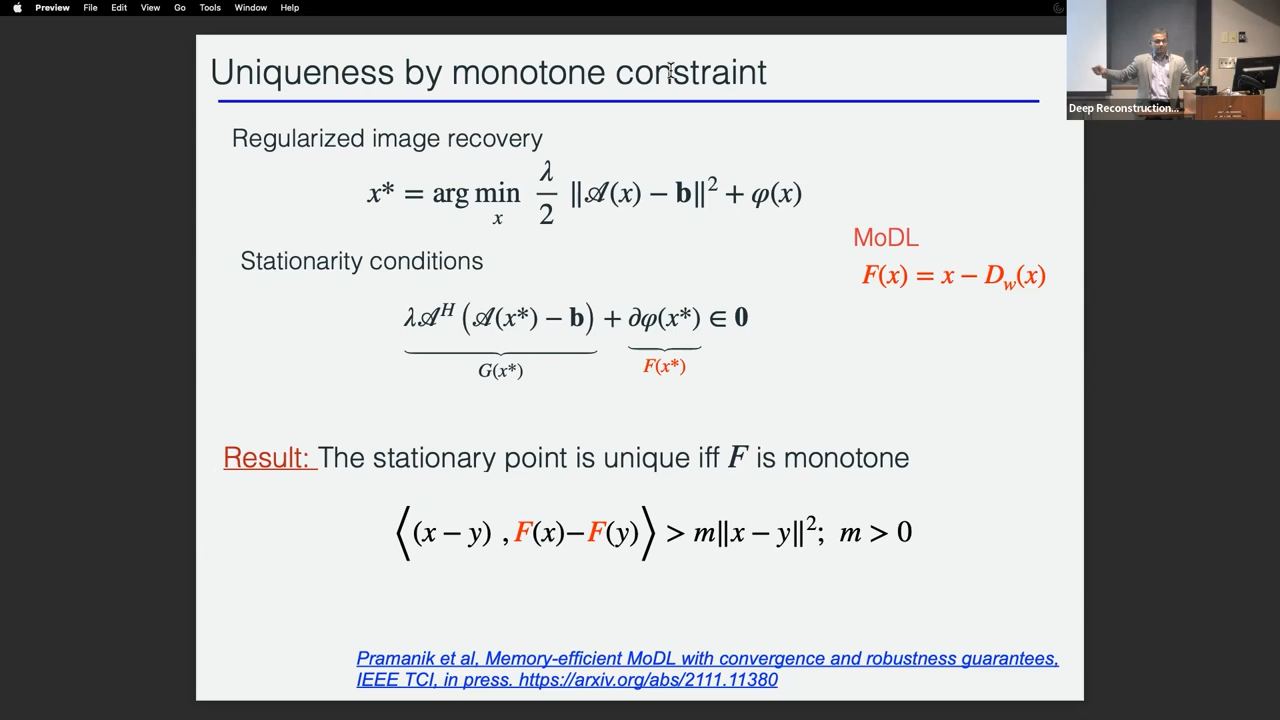 Preview File Edit View Go Tools Window Help
Deep Reconstruction...
Uniqueness by monotone constraint
Regularized image recovery
x* = arg min_x λ/2 ‖𝒜(x) − b‖² + φ(x)
MoDL
F(x) = x − D_w(x)
Stationarity conditions
λ𝒜^H (𝒜(x*) − b) + ∂φ(x*) ∈ 0
G(x*) F(x*)
Result: The stationary point is unique iff F is monotone
⟨(x − y) , F(x)−F(y)⟩ > m‖x − y‖²; m > 0
Pramanik et al, Memory-efficient MoDL with convergence and robustness guarantees,
IEEE TCI, in press. https://arxiv.org/abs/2111.11380